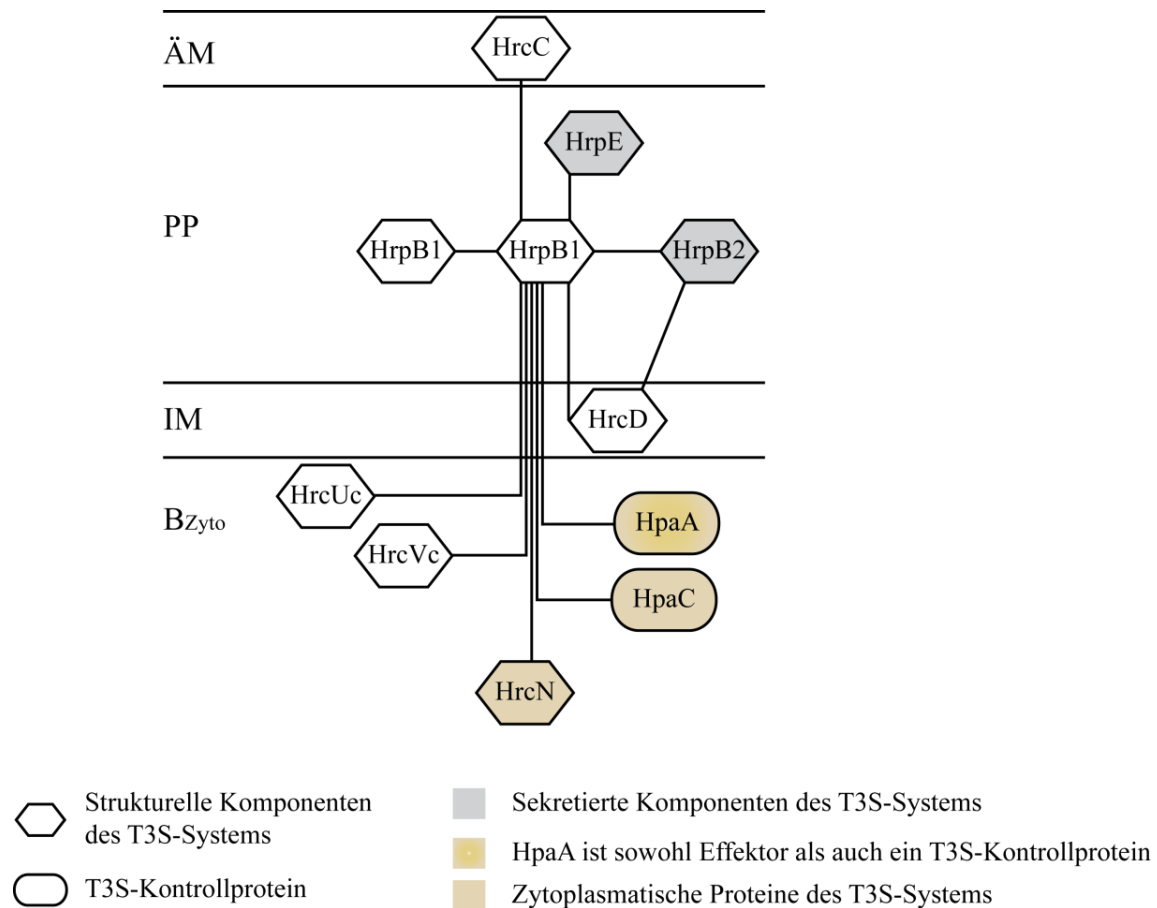 ÄM
HrcC
HrpE
PP
HrpB1
HrpB1
HrpB2
IM
HrcD
HrcUc
BZyto
HpaA
HrcVc
HpaC
HrcN
Strukturelle Komponenten
des T3S-Systems
T3S-Kontrollprotein
Sekretierte Komponenten des T3S-Systems
HpaA ist sowohl Effektor als auch ein T3S-Kontrollprotein
Zytoplasmatische Proteine des T3S-Systems